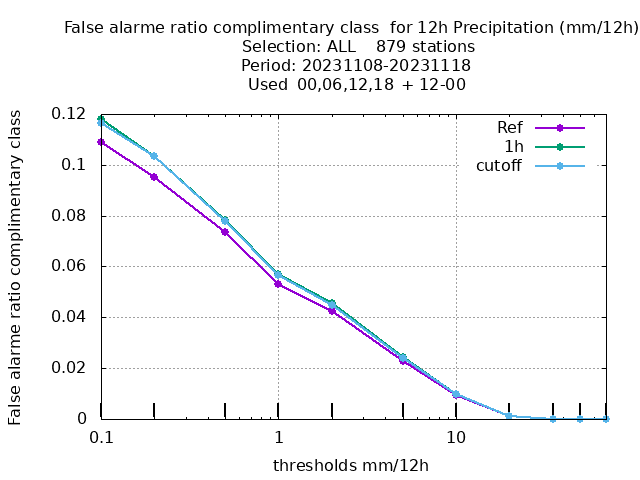 False alarme ratio complimentary class  for 12h Precipitation (mm/12h)
Selection: ALL    879 stations
Period: 20231108-20231118
Used 00,06,12,18 + 12-00
False alarme ratio complimentary class
0.12
0.1
0.08
0.06
0.04
0.02
0
Ref
1h
cutoff
0.1 1 10
thresholds mm/12h